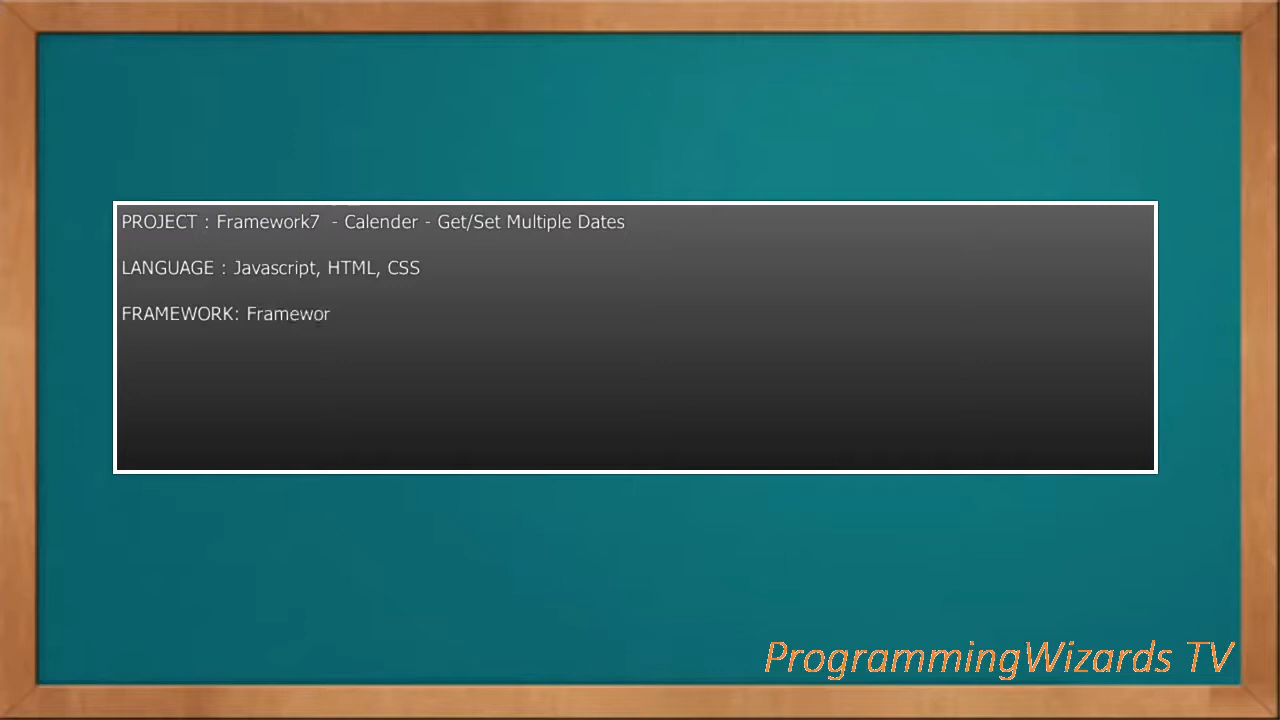 PROJECT : Framework7 - Calender - Get/Set Multiple Dates
LANGUAGE : Javascript, HTML, CSS
FRAMEWORK: Framewor
ProgrammingWizards TV